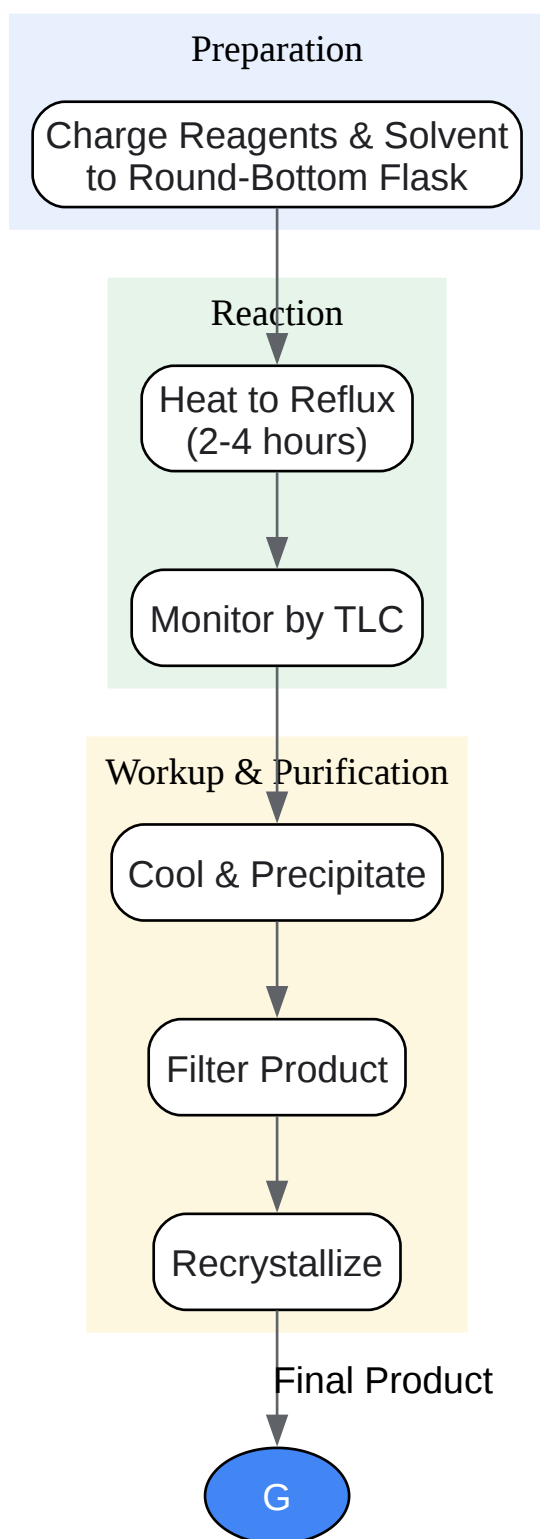 Preparation
Charge Reagents & Solvent
to Round-Bottom Flask
Reaction
Heat to Reflux
(2-4 hours)
Monitor by TLC
Workup & Purification
Cool & Precipitate
Filter Product
Recrystallize
Final Product
G